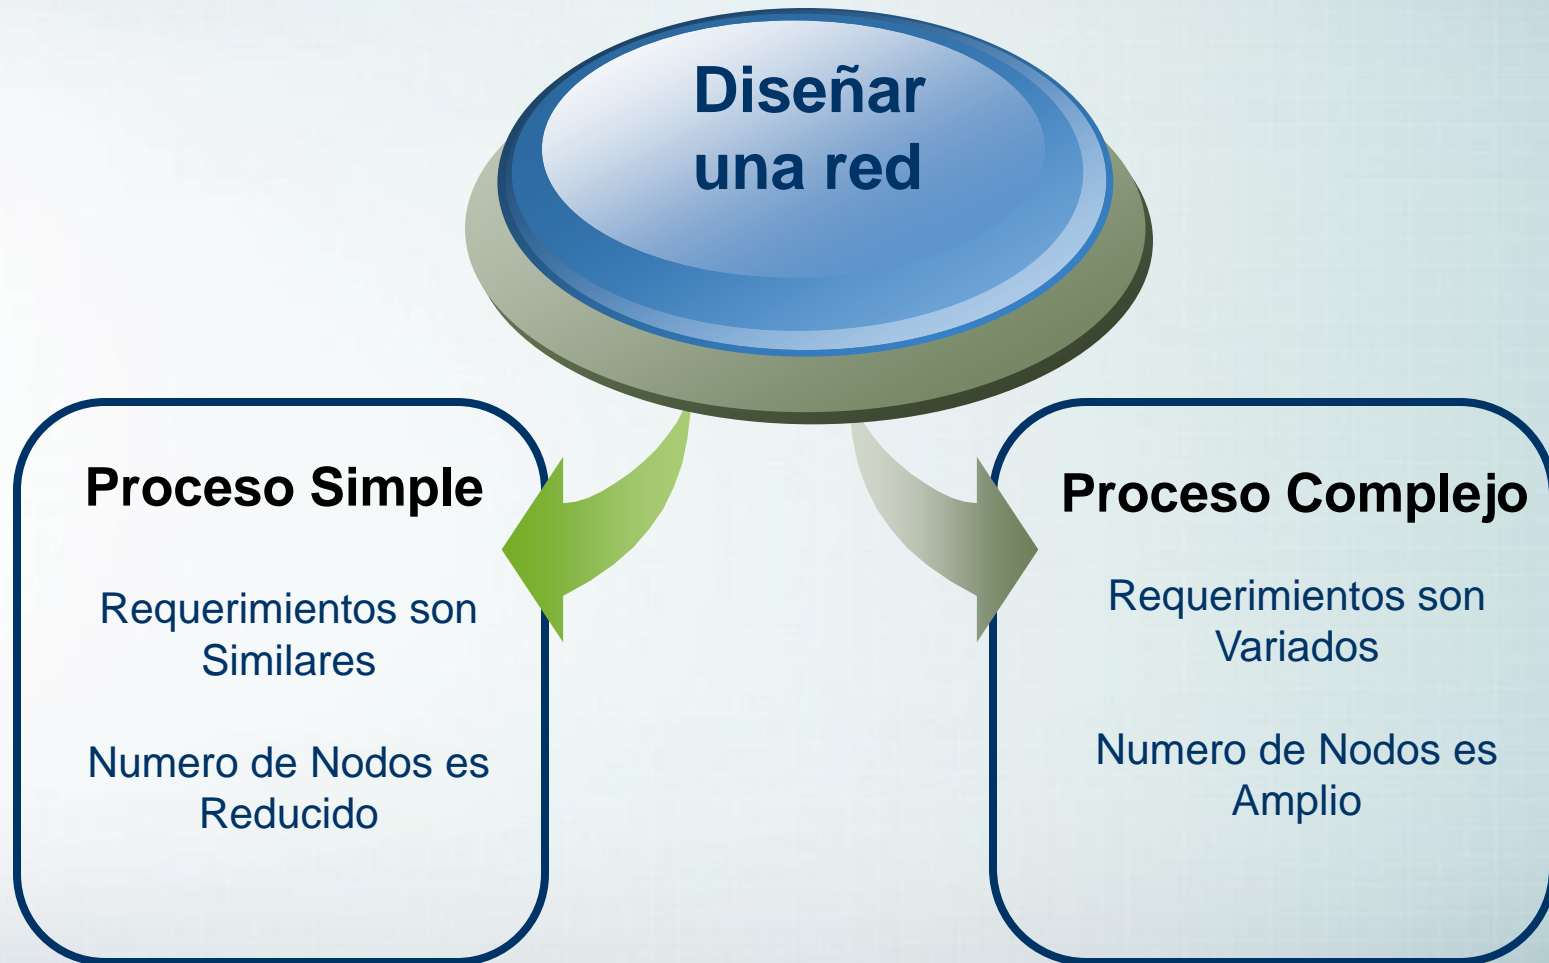 Diseñar
una red
Proceso Simple
Requerimientos son
Similares
Numero de Nodos es
Reducido
Proceso Complejo
Requerimientos son
Variados
Numero de Nodos es
Amplio